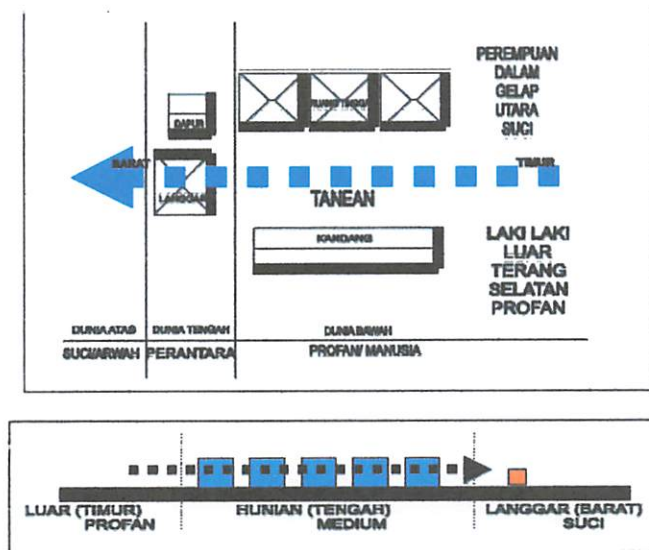 PEREMPUAN
DALAM
GELAP
UTARA
SUCI
DAPUR
RUANG TINGGAL
BARAT
TIMUR
LANGGAR
TANEAN
KANDANG
LAKI LAKI
LUAR
TERANG
SELATAN
PROFAN
DUNIA ATAS DUNIA TENGAH DUNIA BAWAH
SUCI/ARWAH PERANTARA PROFAN/ MANUSIA
LUAR (TIMUR) HUNIAN (TENGAH) LANGGAR (BARAT)
PROFAN MEDIUM SUCI